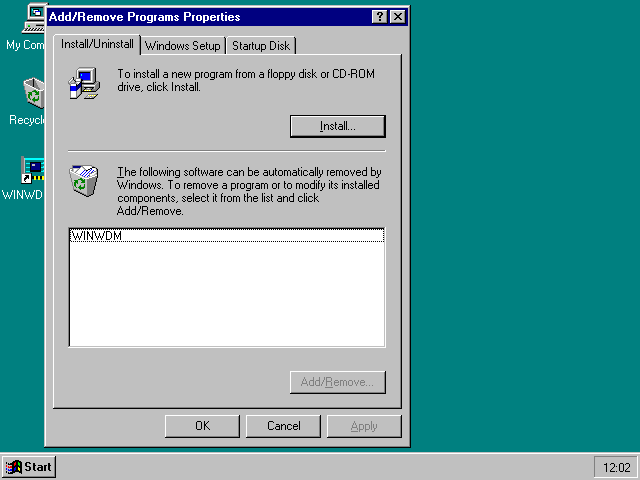 Add/Remove Programs Properties
My Com
Recycl
WINWD
Install/Uninstall
Windows Setup
Startup Disk
To install a new program from a floppy disk or CD-ROM
drive, click Install.
Install...
The following software can be automatically removed by
Windows. To remove a program or to modify its installed
components, select it from the list and click
Add/Remove.
WINWDM
Add/Remove...
OK
Cancel
Apply
Start
12:02